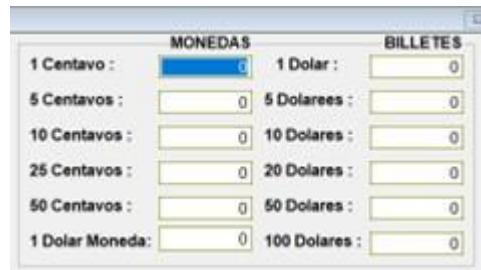 MONEDAS BILLETES
1 Centavo : 0 1 Dolar : 0
5 Centavos : 0 5 Dolarees : 0
10 Centavos : 0 10 Dolares : 0
25 Centavos : 0 20 Dolares : 0
50 Centavos : 0 50 Dolares : 0
1 Dolar Moneda: 0 100 Dolares : 0